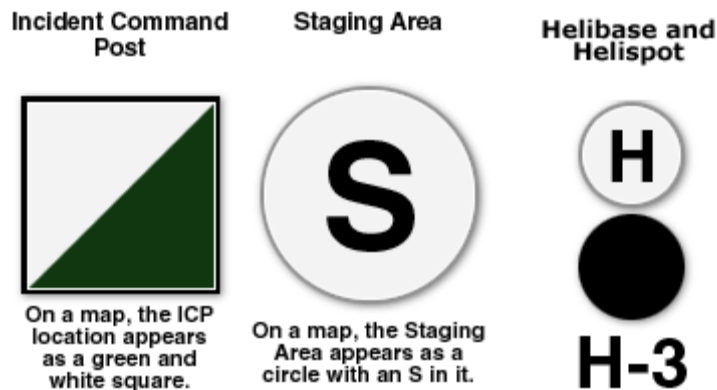 Incident Command
Post
On a map, the ICP
location appears
as a green and
white square.
Staging Area
S
On a map, the Staging
Area appears as a
circle with an S in it.
Helibase and
Helispot
H
H-3